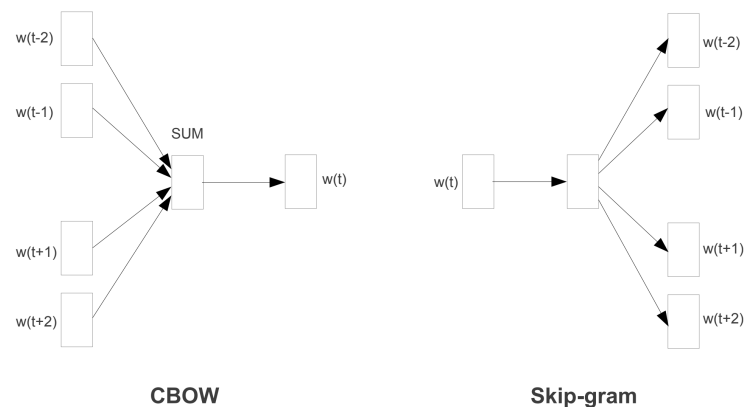 w(t-2)
w(t-1)
SUM
w(t)
w(t+1)
w(t+2)
CBOW
w(t-2)
w(t-1)
w(t)
w(t+1)
w(t+2)
Skip-gram